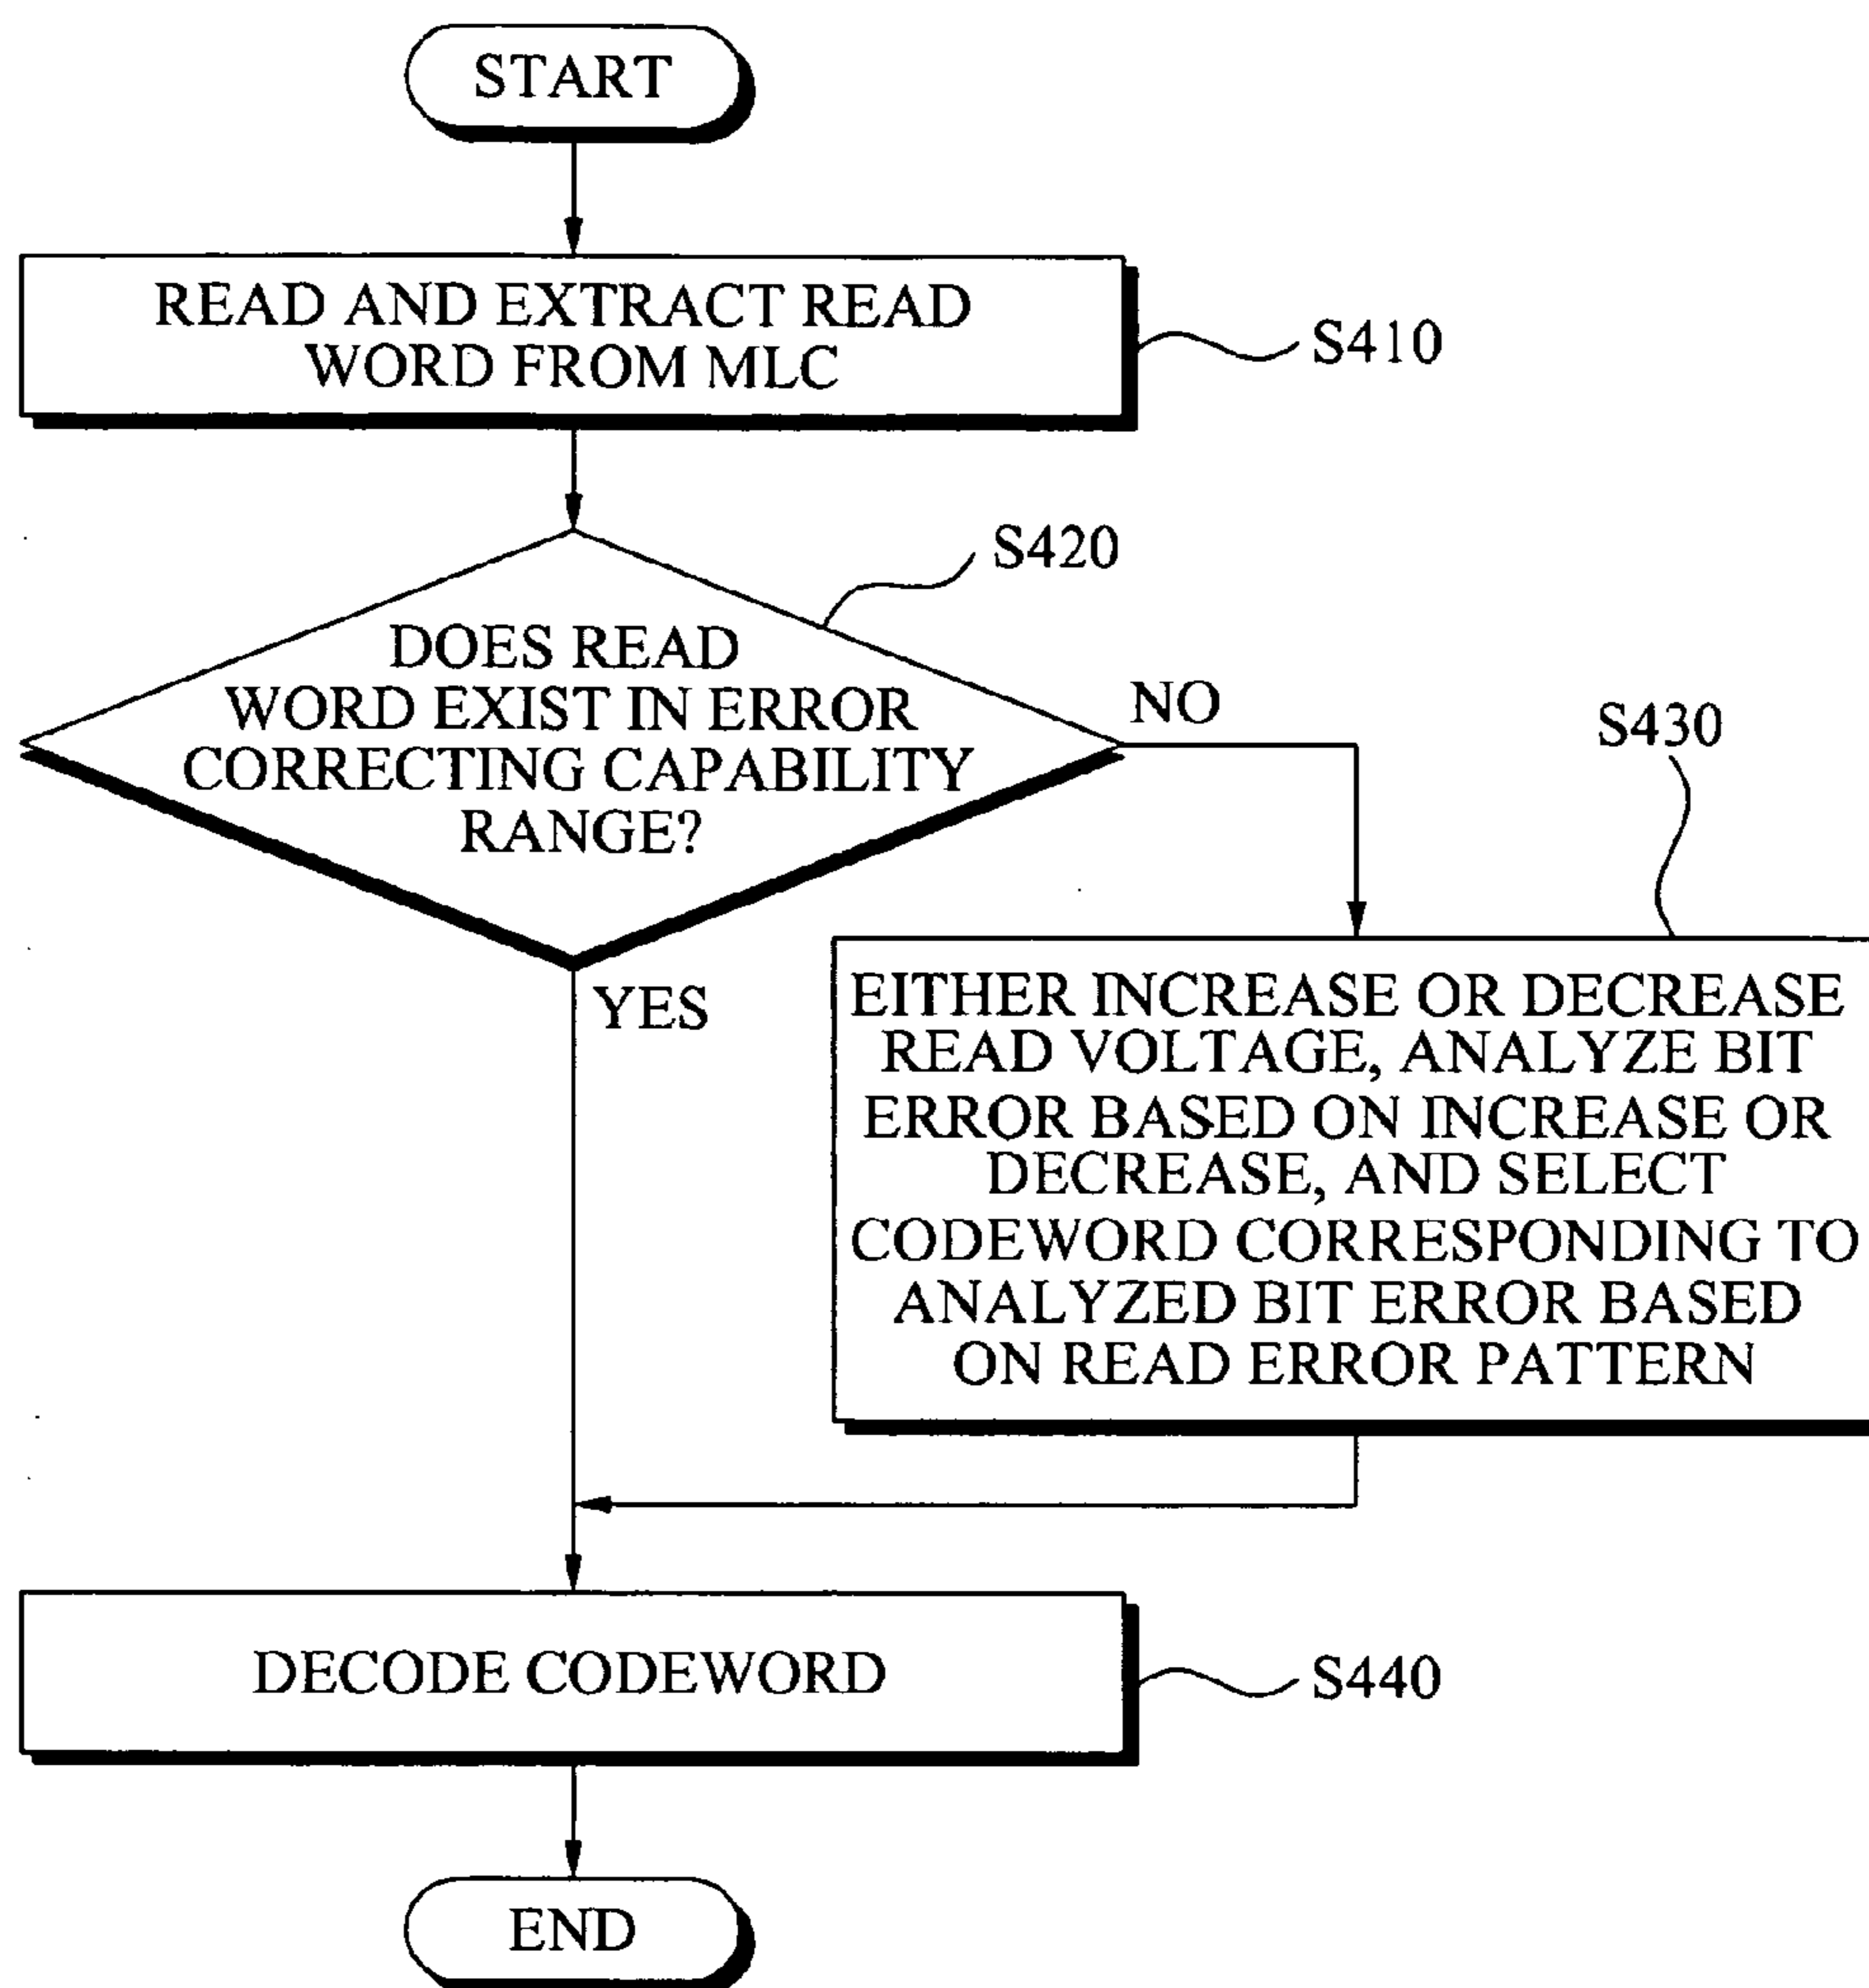 START
READ AND EXTRACT READ
WORD FROM MLC
S410
S420
DOES READ
WORD EXIST IN ERROR
CORRECTING CAPABILITY
RANGE?
NO
YES
S430
EITHER INCREASE OR DECREASE
READ VOLTAGE, ANALYZE BIT
ERROR BASED ON INCREASE OR
DECREASE, AND SELECT
CODEWORD CORRESPONDING TO
ANALYZED BIT ERROR BASED
ON READ ERROR PATTERN
DECODE CODEWORD
S440
END